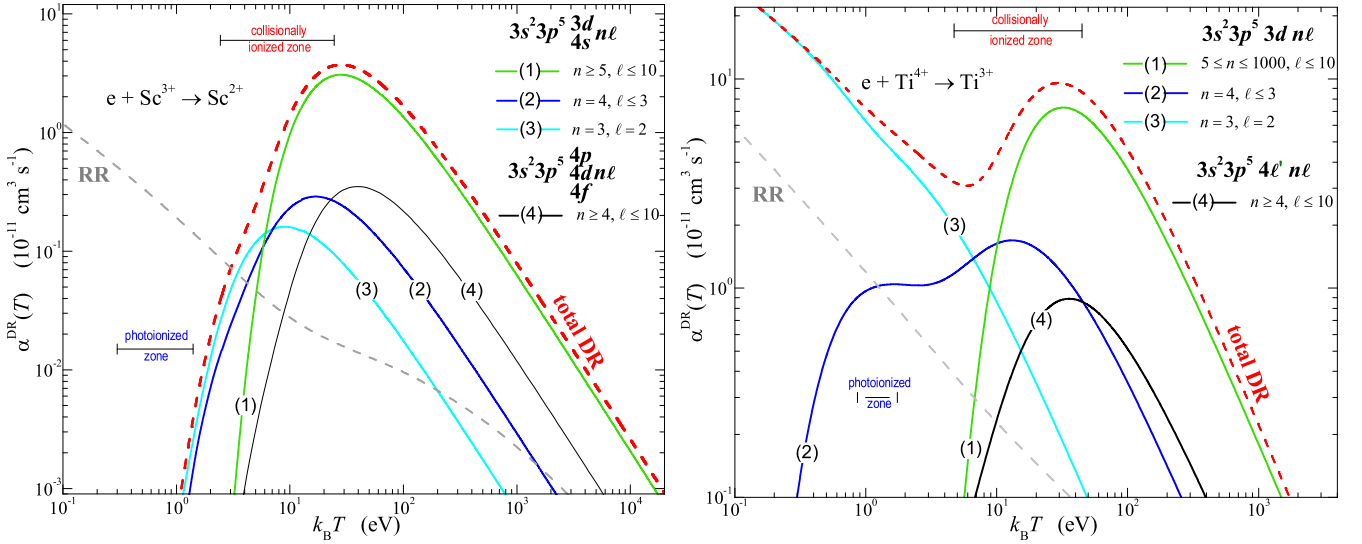 10¹
10⁰
10⁻¹
10⁻²
10⁻³
α^DR(T) (10⁻¹¹ cm³ s⁻¹)
collisionally
ionized zone
e + Sc³⁺ → Sc²⁺
RR
photoionized
zone
3s²3p⁵ 3d nℓ
4s
(1) n ≥ 5, ℓ ≤ 10
(2) n = 4, ℓ ≤ 3
(3) n = 3, ℓ = 2
4p
3s²3p⁵ 4d nℓ
4f
(4) n ≥ 4, ℓ ≤ 10
(1)
(3)
(2)
(4)
total DR
10⁻¹ 10⁰ 10¹ 10² 10³ 10⁴
k_B T (eV)
10¹
10⁰
10⁻¹
α^DR(T) (10⁻¹¹ cm³ s⁻¹)
collisionally
ionized zone
e + Ti⁴⁺ → Ti³⁺
RR
photoionized
zone
3s²3p⁵ 3d nℓ
(1) 5 ≤ n ≤ 1000, ℓ ≤ 10
(2) n = 4, ℓ ≤ 3
(3) n = 3, ℓ = 2
3s²3p⁵ 4ℓ' nℓ
(4) n ≥ 4, ℓ ≤ 10
(3)
(4)
(2)
(1)
total DR
10⁻¹ 10⁰ 10¹ 10² 10³
k_B T (eV)